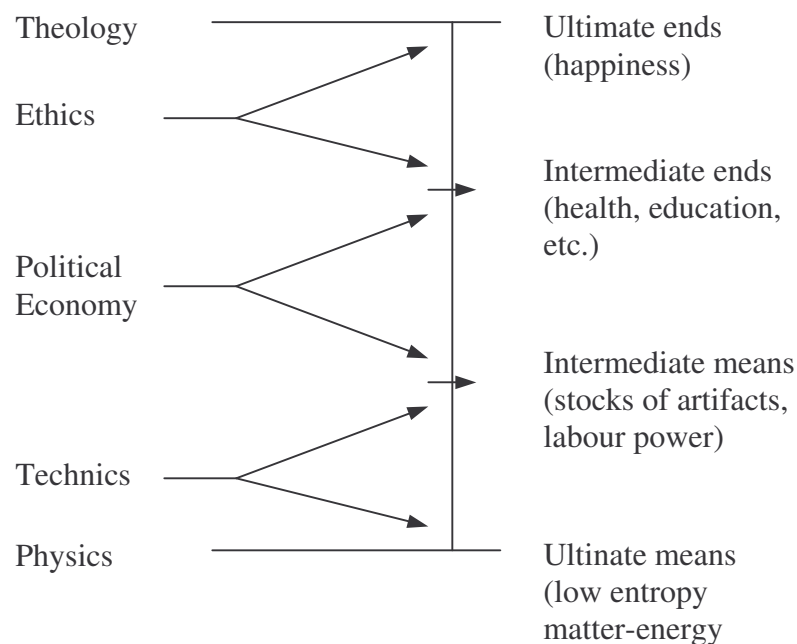 Theology
Ultimate ends
(happiness)
Ethics
Intermediate ends
(health, education,
etc.)
Political
Economy
Intermediate means
(stocks of artifacts,
labour power)
Technics
Physics
Ultinate means
(low entropy
matter-energy